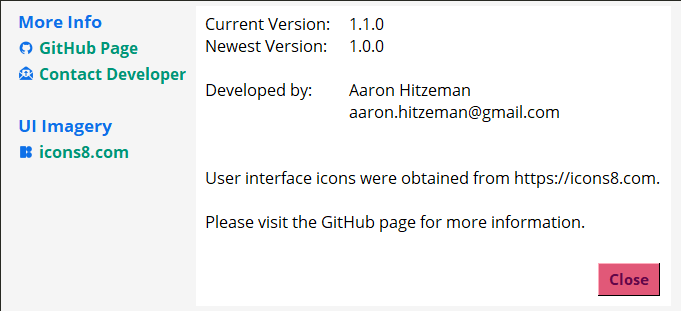 More Info
GitHub Page
Contact Developer
UI Imagery
icons8.com
Current Version: 1.1.0
Newest Version: 1.0.0
Developed by: Aaron Hitzeman
aaron.hitzeman@gmail.com
User interface icons were obtained from https://icons8.com.
Please visit the GitHub page for more information.
Close